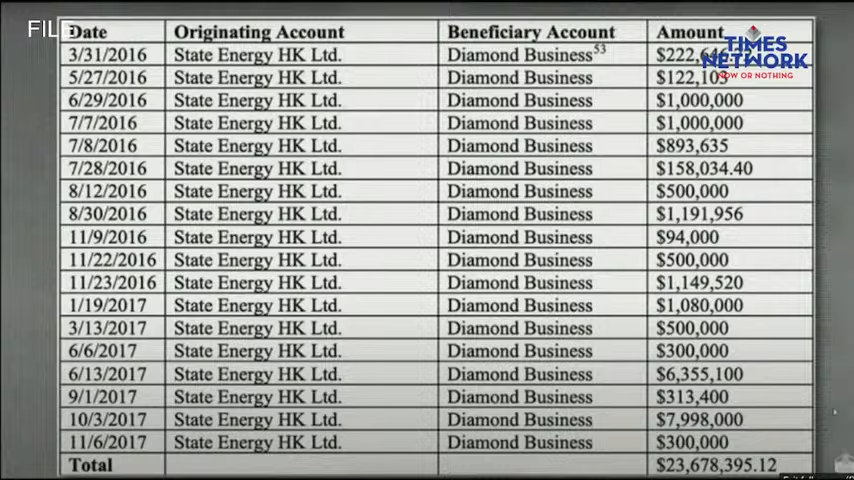 FILE
Date Originating Account Beneficiary Account Amount
3/31/2016 State Energy HK Ltd. Diamond Business53
5/27/2016 State Energy HK Ltd. Diamond Business $122,103
6/29/2016 State Energy HK Ltd. Diamond Business $1,000,000
7/7/2016 State Energy HK Ltd. Diamond Business $1,000,000
7/8/2016 State Energy HK Ltd. Diamond Business $893,635
7/28/2016 State Energy HK Ltd. Diamond Business $158,034.40
8/12/2016 State Energy HK Ltd. Diamond Business $500,000
8/30/2016 State Energy HK Ltd. Diamond Business $1,191,956
11/9/2016 State Energy HK Ltd. Diamond Business $94,000
11/22/2016 State Energy HK Ltd. Diamond Business $500,000
11/23/2016 State Energy HK Ltd. Diamond Business $1,149,520
1/19/2017 State Energy HK Ltd. Diamond Business $1,080,000
3/13/2017 State Energy HK Ltd. Diamond Business $500,000
6/6/2017 State Energy HK Ltd. Diamond Business $300,000
6/13/2017 State Energy HK Ltd. Diamond Business $6,355,100
9/1/2017 State Energy HK Ltd. Diamond Business $313,400
10/3/2017 State Energy HK Ltd. Diamond Business $7,998,000
11/6/2017 State Energy HK Ltd. Diamond Business $300,000
Total $23,678,395.12
TIMES
NETWORK
NOW OR NOTHING